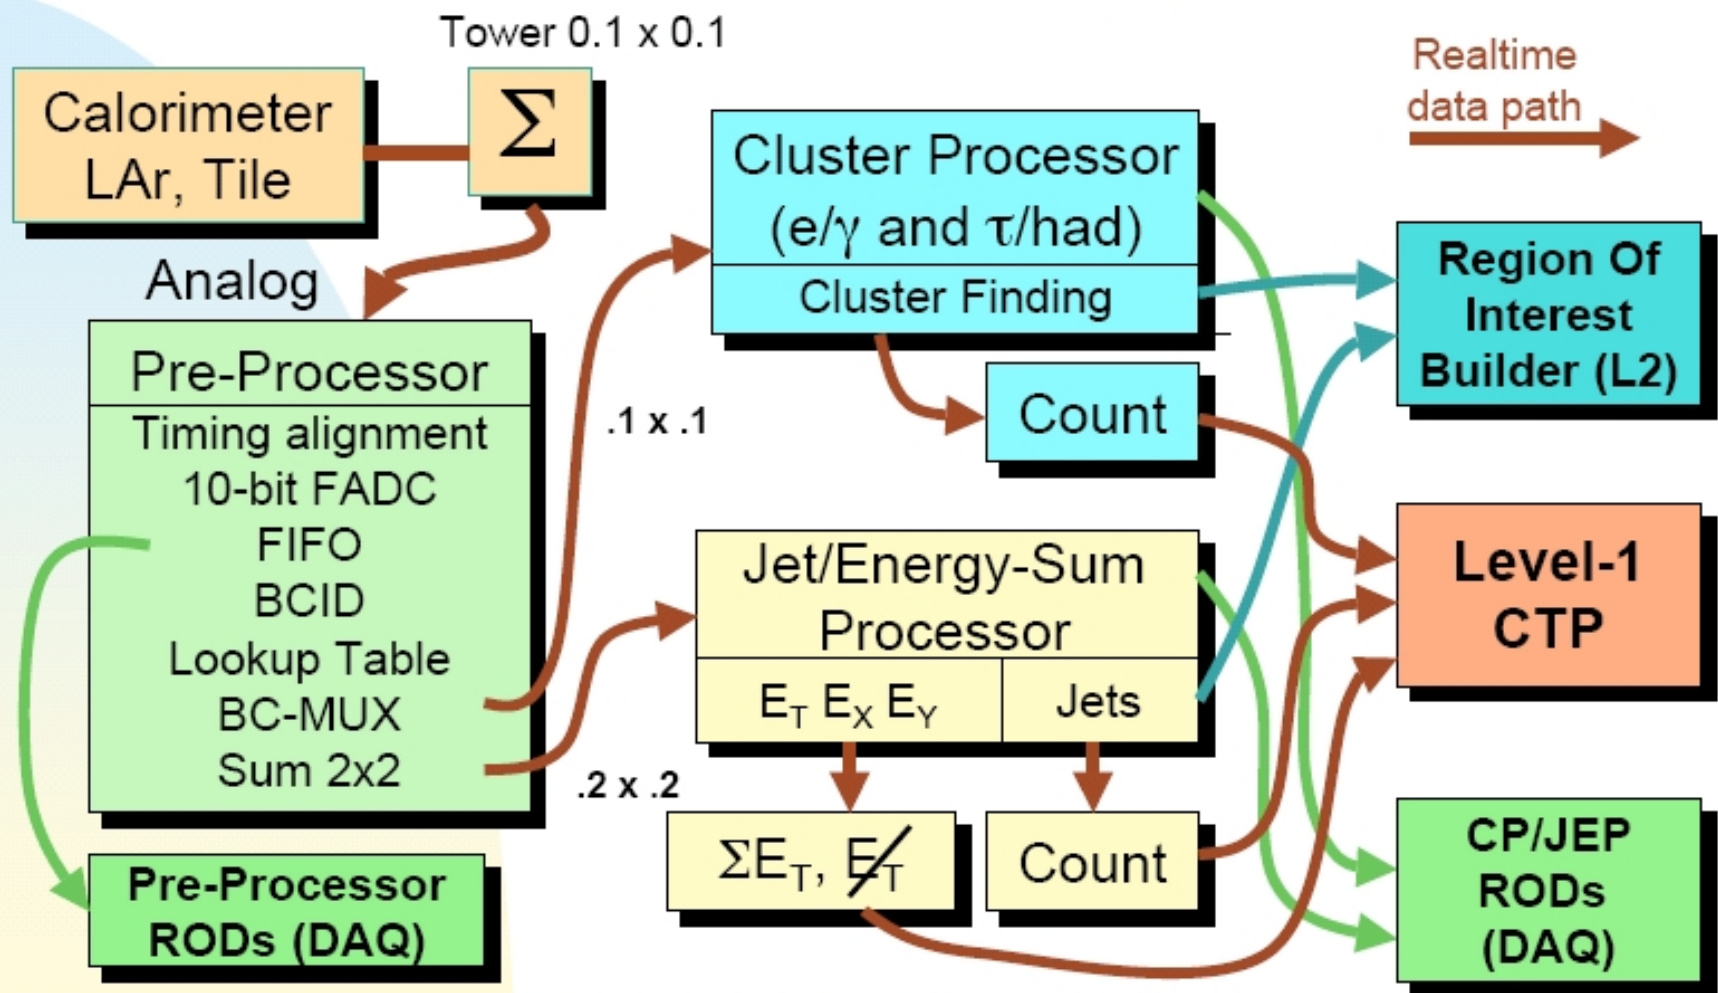 Tower 0.1 x 0.1
Calorimeter
LAr, Tile
Σ
Realtime
data path
Analog
Pre-Processor
Timing alignment
10-bit FADC
FIFO
BCID
Lookup Table
BC-MUX
Sum 2x2
Pre-Processor
RODs (DAQ)
.1 x .1
.2 x .2
Cluster Processor
(e/γ and τ/had)
Cluster Finding
Count
Jet/Energy-Sum
Processor
E_T E_X E_Y
Jets
ΣE_T, E̸_T
Count
Region Of
Interest
Builder (L2)
Level-1
CTP
CP/JEP
RODs
(DAQ)